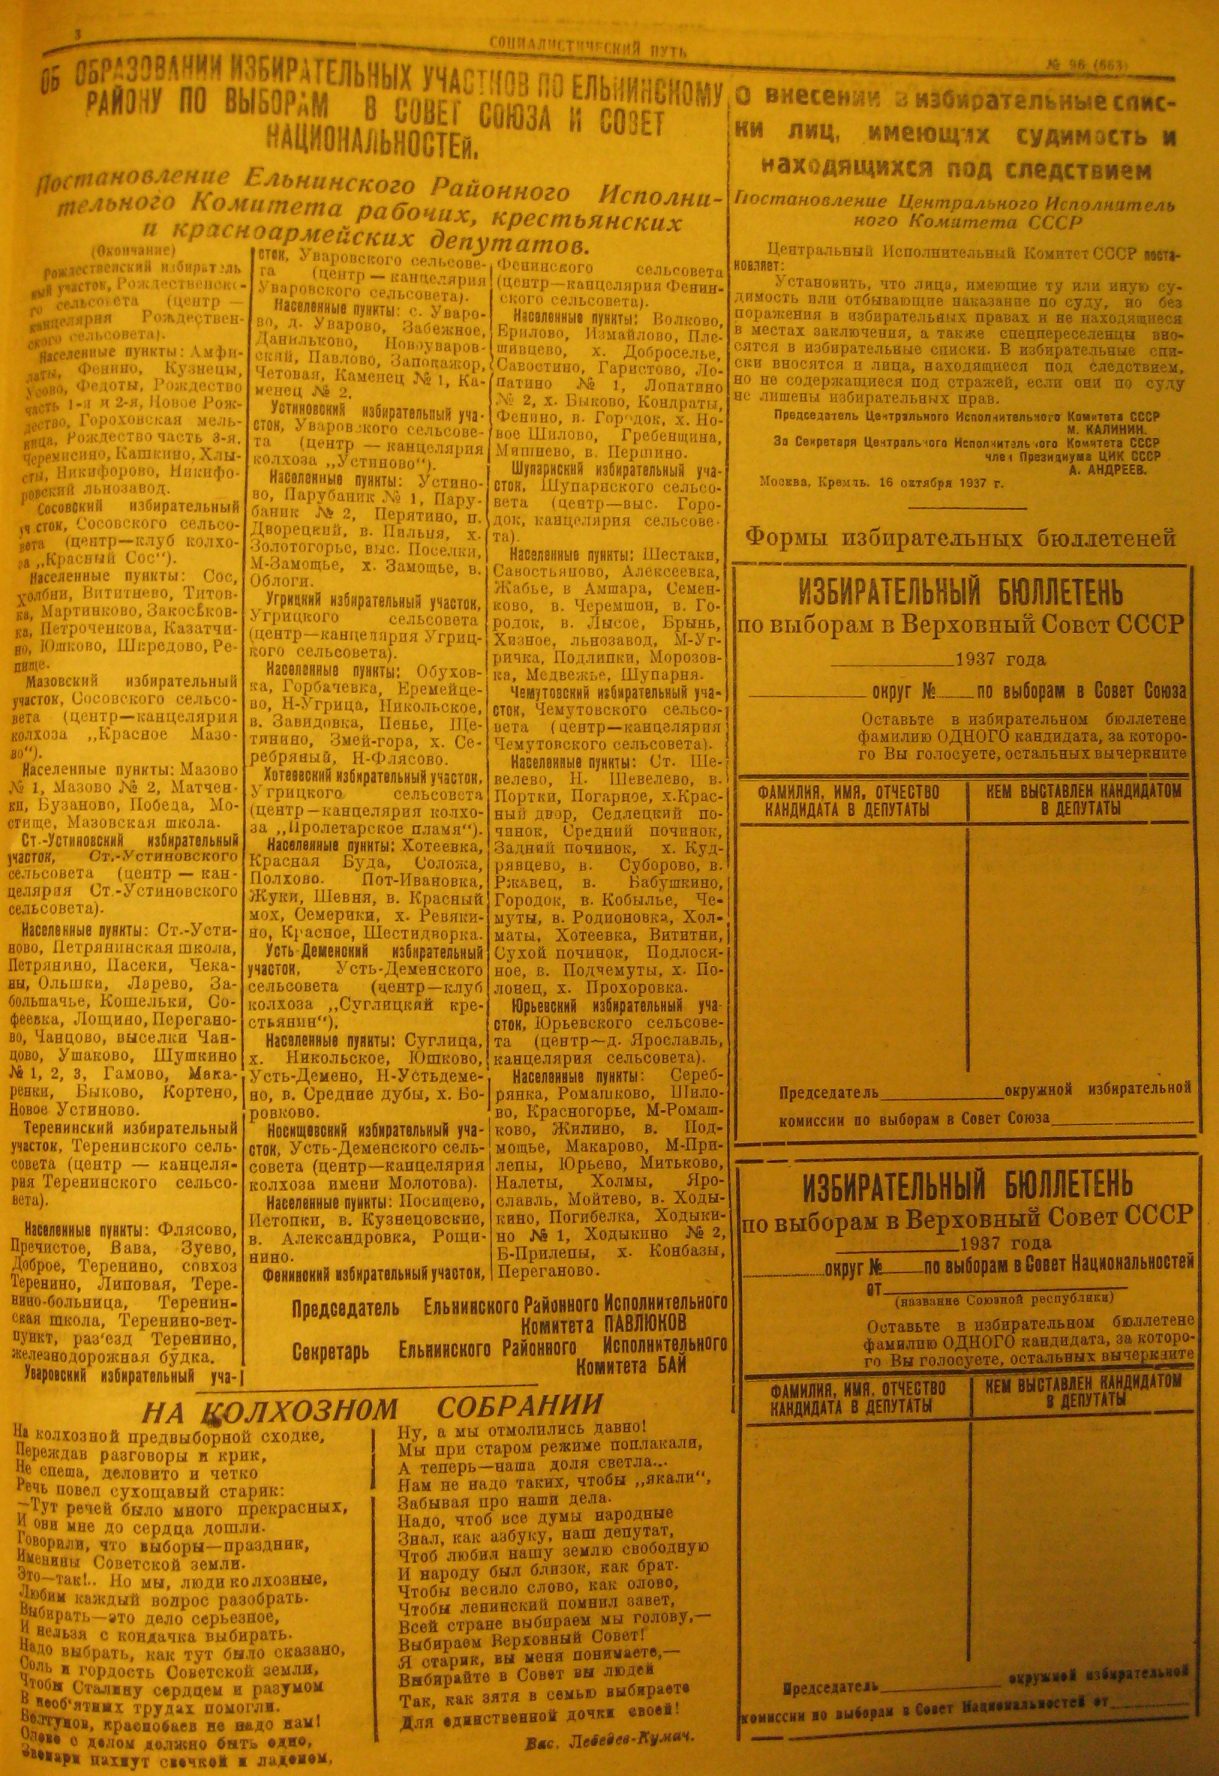 3
СОЦИАЛИСТИЧЕСКИЙ ПУТЬ
№ 96 (663)
ОБ ОБРАЗОВАНИИ ИЗБИРАТЕЛЬНЫХ УЧАСТКОВ ПО ЕЛЬНИНСКОМУ
РАЙОНУ ПО ВЫБОРАМ В СОВЕТ СОЮЗА И СОВЕТ
НАЦИОНАЛЬНОСТЕЙ.
Постановление Ельнинского Районного Исполни-
тельного Комитета рабочих, крестьянских
и красноармейских депутатов.
(Окончание)
Рождественский избиратель
ный участок, Рождественско-
го сельсовета (центр —
канцелярия Рождествен-
ского сельсовета).
Населенные пункты: Амфи-
латы, Фенино, Кузнецы,
Усово, Федоты, Рождество
часть 1-я и 2-я, Новое Рож-
дество, Гороховская мель-
ница, Рождество часть 3-я,
Черемисино, Кашкино, Хлы-
сты, Никифорово, Никифо-
ровский льнозавод.
Сосовский избирательный
уч сток, Сосовского сельсо-
вета (центр—клуб колхо-
за „Красный Сос").
Населенные пункты: Сос,
Холбни, Вититнево, Титов-
ка, Мартинково, Закосёков-
ка, Петроченкова, Казатчи-
но, Юшково, Шкредово, Ре-
пище.
Мазовский избирательный
участок, Сосовского сельсо-
вета (центр—канцелярия
колхоза „Красное Мазо-
во").
Населенные пункты: Мазово
№ 1, Мазово № 2, Матчен-
ки, Бузаново, Победа, Мо-
стище, Мазовская школа.
Ст.-Устиновский избирательный
участок, Ст.-Устиновского
сельсовета (центр — кан-
целярия Ст.-Устиновского
сельсовета).
Населенные пункты: Ст.-Усти-
ново, Петрянинская школа,
Петрянино, Пасеки, Чека-
ны, Ольшки, Ларево, За-
большачье, Кошельки, Со-
феевка, Лощино, Перегано-
во, Чанцово, выселки Чан-
цово, Ушаково, Шушкино
№ 1, 2, 3, Гамово, Мака-
ренки, Быково, Кортено,
Новое Устиново.
Теренинский избирательный
участок, Теренинского сель-
совета (центр — канцеля-
рия Теренинского сельсо-
вета).
Населенные пункты: Флясово,
Пречистое, Вава, Зуево,
Доброе, Теренино, совхоз
Теренино, Липовая, Тере-
нино-больница, Теренин-
ская школа, Теренино-вет-
пункт, раз'езд Теренино,
железнодорожная будка.
Уваровский избирательный уча-
сток, Уваровского сельсове-
га (центр — канцелярия
Уваровского сельсовета).
Населенные пункты: с. Уваро-
во, д. Уварово, Забежное,
Данильково, Новоуваров-
ский, Павлово, Запокажор,
Четовая, Каменец № 1, Ка-
менец № 2.
Устиновский избирательный уча-
сток, Уваровского сельсове-
та (центр — канцелярия
колхоза „Устиново").
Населенные пункты: Устино-
во, Парубаник № 1, Пару-
баник № 2, Перятино, п.
Дворецкий, в. Пильня, х.
Золотогорье, выс. Поселки,
М-Замощье, х. Замощье, в.
Облоги.
Угрицкий избирательный участок,
Угрицкого сельсовета
(центр—канцелярия Угриц-
кого сельсовета).
Населенные пункты: Обухов-
ка, Горбачевка, Еремейце-
во, Н-Угрица, Никольское,
в. Завидовка, Пенье, Ще-
тинино, Змей-гора, х. Се-
ребряный, Н-Флясово.
Хотеевский избирательный участок,
Угрицкого сельсовета
(центр—канцелярия колхо-
за „Пролетарское пламя").
Населенные пункты: Хотеевка,
Красная Буда, Соложа,
Полхово. Пот-Ивановка,
Жуки, Шевня, в. Красный
мох, Семерики, х. Ревяки-
но, Красное, Шестидворка.
Усть-Деменский избирательный
участок, Усть-Деменского
сельсовета (центр—клуб
колхоза „Суглицкий кре-
стьянин"),
Населенные пункты: Суглица,
х. Никольское, Юшково,
Усть-Демено, Н-Устьдеме-
но, в. Средние дубы, х. Бо-
ровково.
Носищевский избирательный уча-
сток, Усть-Деменского сель-
совета (центр—канцелярия
колхоза имени Молотова).
Населенные пункты: Посищево,
Истопки, в. Кузнецовские,
в. Александровка, Рощи-
нино.
Фенинский избирательный участок,
Фенинского сельсовета
(центр—канцелярия Фенин-
ского сельсовета).
Населенные пункты: Волково,
Ерилово, Измайлово, Пле-
шивцево, х. Доброселье,
Савостино, Гаристово, Ло-
патино № 1, Лопатино
№ 2, х. Быково, Кондраты,
Фенино, в. Городок, х. Но-
вое Шилово, Гребенщина,
Мишнево, в. Першино.
Шупарнский избирательный уча-
сток, Шупарнского сельсо-
вета (центр—выс. Горо-
док, канцелярия сельсове-
та).
Населенные пункты: Шестаки,
Савостьяново, Алексеевка,
Жабье, в Амшара, Семен-
ково, в. Черемшон, в. Го-
родок, в. Лысое, Брынь,
Хизное, льнозавод, М-Уг-
ричка, Подлипки, Морозов-
ка, Медвежье, Шупарня.
Чемутовский избирательный уча-
сток, Чемутовского сельсо-
вета (центр—канцелярия
Чемутовского сельсовета).
Населенные пункты: Ст. Ше-
велево, Н. Шевелево, в.
Портки, Погарное, х.Крас-
ный двор, Седлецкий по-
чинок, Средний починок,
Задний починок, х. Куд-
рявцево, в. Суборово, в.
Ржавец, в. Бабушкино,
Городок, в. Кобылье, Че-
муты, в. Родионовка, Хол-
маты, Хотеевка, Вититни,
Сухой починок, Подлоси-
ное, в. Подчемуты, х. По-
лонец, х. Прохоровка.
Юрьевский избирательный уча-
сток, Юрьевского сельсове-
та (центр—д. Ярославль,
канцелярия сельсовета).
Населенные пункты: Сереб-
рянка, Ромашково, Шило-
во, Красногорье, М-Ромаш-
ково, Жилино, в. Под-
мощье, Макарово, М-При-
лепы, Юрьево, Митьково,
Налеты, Холмы, Яро-
славль, Мойтево, в. Ходы-
кино, Погибелка, Ходыки-
но № 1, Ходыкино № 2,
Б-Прилепы, х. Конбазы,
Переганово.
Председатель Ельнинского Районного Исполнительного
Комитета ПАВЛЮКОВ
Секретарь Ельнинского Районного Исполнительного
Комитета БАЙ
НА КОЛХОЗНОМ СОБРАНИИ
На колхозной предвыборной сходке,
Переждав разговоры и крик,
Не спеша, деловито и четко
Речь повел сухощавый старик:
—Тут речей было много прекрасных,
И они мне до сердца дошли.
Говорили, что выборы—праздник,
Именины Советской земли.
Это—так!.. Но мы, люди колхозные,
Любим каждый вопрос разобрать.
Выбирать—это дело серьезное,
И нельзя с кондачка выбирать.
Надо выбрать, как тут было сказано,
Соль и гордость Советской земли,
Чтобы Сталину сердцем и разумом
В необ'ятных трудах помогли.
Болтунов, краснобаев не надо нам!
Слово с делом должно быть одно,
пахнут свечкой и ладоном,
Ну, а мы отмолились давно!
Мы при старом режиме поплакали,
А теперь—наша доля светла...
Нам не надо таких, чтобы „якали",
Забывая про наши дела.
Надо, чтоб все думы народные
Знал, как азбуку, наш депутат,
Чтоб любил нашу землю свободную
И народу был близок, как брат.
Чтобы весило слово, как олово,
Чтобы ленинский помнил завет,
Всей стране выбираем мы голову,—
Выбираем Верховный Совет!
Я старик, вы меня понимаете,—
Выбирайте в Совет вы людей
Так, как зятя в семью выбираете
Для единственной дочки своей!
Вас. Лебедев-Кумач.
О внесении в избирательные спис-
ки лиц, имеющих судимость и
находящихся под следствием
Постановление Центрального Исполнитель
ного Комитета СССР
Центральный Исполнительный Комитет СССР поста-
новляет:
Установить, что лица, имеющие ту или иную су-
димость или отбывающие наказание по суду, но без
поражения в избирательных правах и не находящиеся
в местах заключения, а также спецпереселенцы вно-
сятся в избирательные списки. В избирательные спи-
ски вносятся и лица, находящиеся под следствием,
но не содержащиеся под стражей, если они по суду
не лишены избирательных прав.
Председатель Центрального Исполнительного Комитета СССР
М. КАЛИНИН.
За Секретаря Центрального Исполнительного Комитета СССР
член Президиума ЦИК СССР
А. АНДРЕЕВ.
Москва, Кремль. 16 октября 1937 г.
Формы избирательных бюллетеней
ИЗБИРАТЕЛЬНЫЙ БЮЛЛЕТЕНЬ
по выборам в Верховный Совет СССР
1937 года
округ № по выборам в Совет Союза
Оставьте в избирательном бюллетене
фамилию ОДНОГО кандидата, за которо-
го Вы голосуете, остальных вычеркните
ФАМИЛИЯ, ИМЯ, ОТЧЕСТВО
КАНДИДАТА В ДЕПУТАТЫ
КЕМ ВЫСТАВЛЕН КАНДИДАТОМ
В ДЕПУТАТЫ
Председатель окружной избирательной
комиссии по выборам в Совет Союза
ИЗБИРАТЕЛЬНЫЙ БЮЛЛЕТЕНЬ
по выборам в Верховный Совет СССР
1937 года
округ № по выборам в Совет Национальностей
от
(название Союзной республики)
Оставьте в избирательном бюллетене
фамилию ОДНОГО кандидата, за которо-
го Вы голосуете, остальных вычеркните
ФАМИЛИЯ, ИМЯ, ОТЧЕСТВО
КАНДИДАТА В ДЕПУТАТЫ
КЕМ ВЫСТАВЛЕН КАНДИДАТОМ
В ДЕПУТАТЫ
Председатель окружной избирательной
комиссии по выборам в Совет Национальностей от